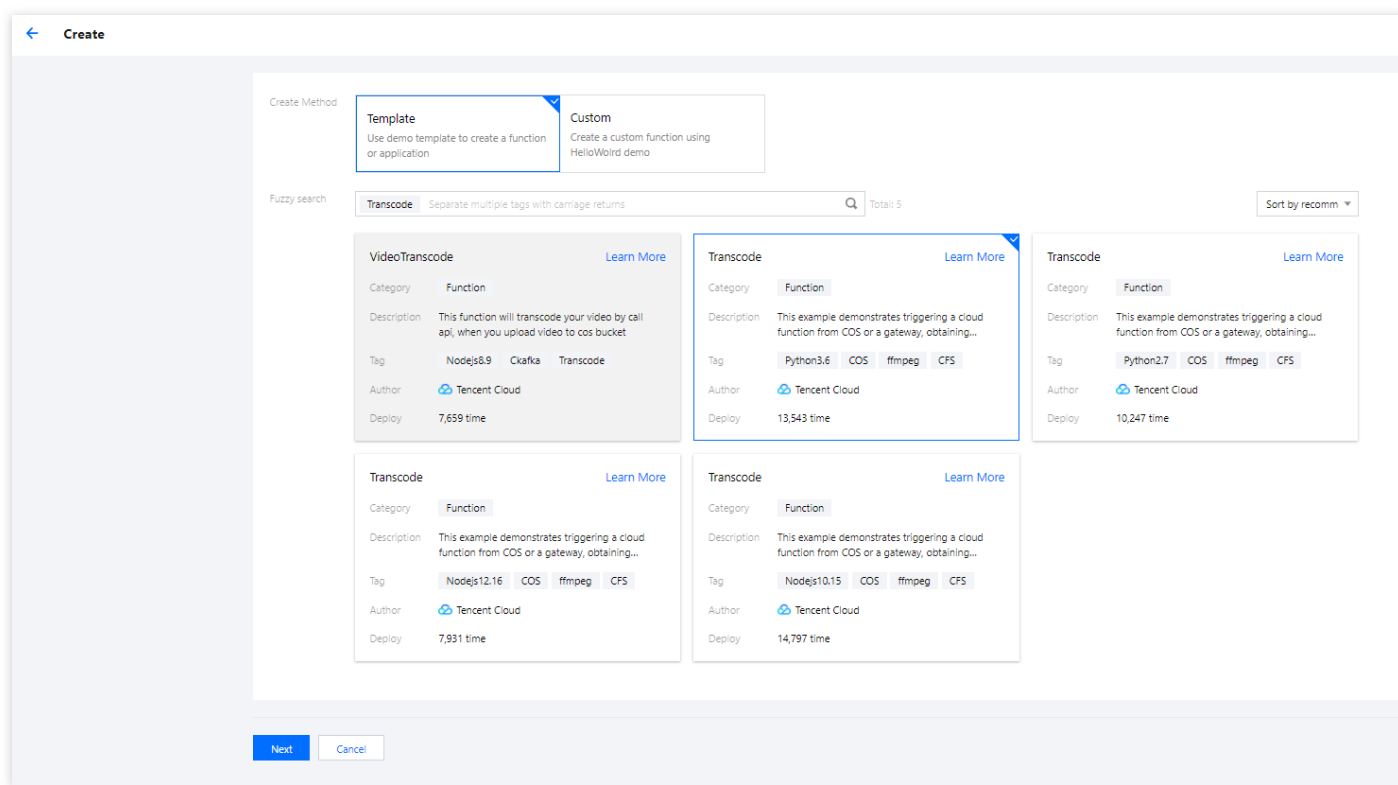 Create
Create Method
Template
Use demo template to create a function
or application
Custom
Create a custom function using
HelloWolrd demo
Fuzzy search
Transcode Separate multiple tags with carriage returns
Total: 5
Sort by recomm
VideoTranscode Learn More
Category Function
Description This function will transcode your video by call
api, when you upload video to cos bucket
Tag Nodejs8.9 Ckafka Transcode
Author Tencent Cloud
Deploy 7,659 time
Transcode Learn More
Category Function
Description This example demonstrates triggering a cloud
function from COS or a gateway, obtaining...
Tag Python3.6 COS ffmpeg CFS
Author Tencent Cloud
Deploy 13,543 time
Transcode Learn More
Category Function
Description This example demonstrates triggering a cloud
function from COS or a gateway, obtaining...
Tag Python2.7 COS ffmpeg CFS
Author Tencent Cloud
Deploy 10,247 time
Transcode Learn More
Category Function
Description This example demonstrates triggering a cloud
function from COS or a gateway, obtaining...
Tag Nodejs12.16 COS ffmpeg CFS
Author Tencent Cloud
Deploy 7,931 time
Transcode Learn More
Category Function
Description This example demonstrates triggering a cloud
function from COS or a gateway, obtaining...
Tag Nodejs10.15 COS ffmpeg CFS
Author Tencent Cloud
Deploy 14,797 time
Next
Cancel